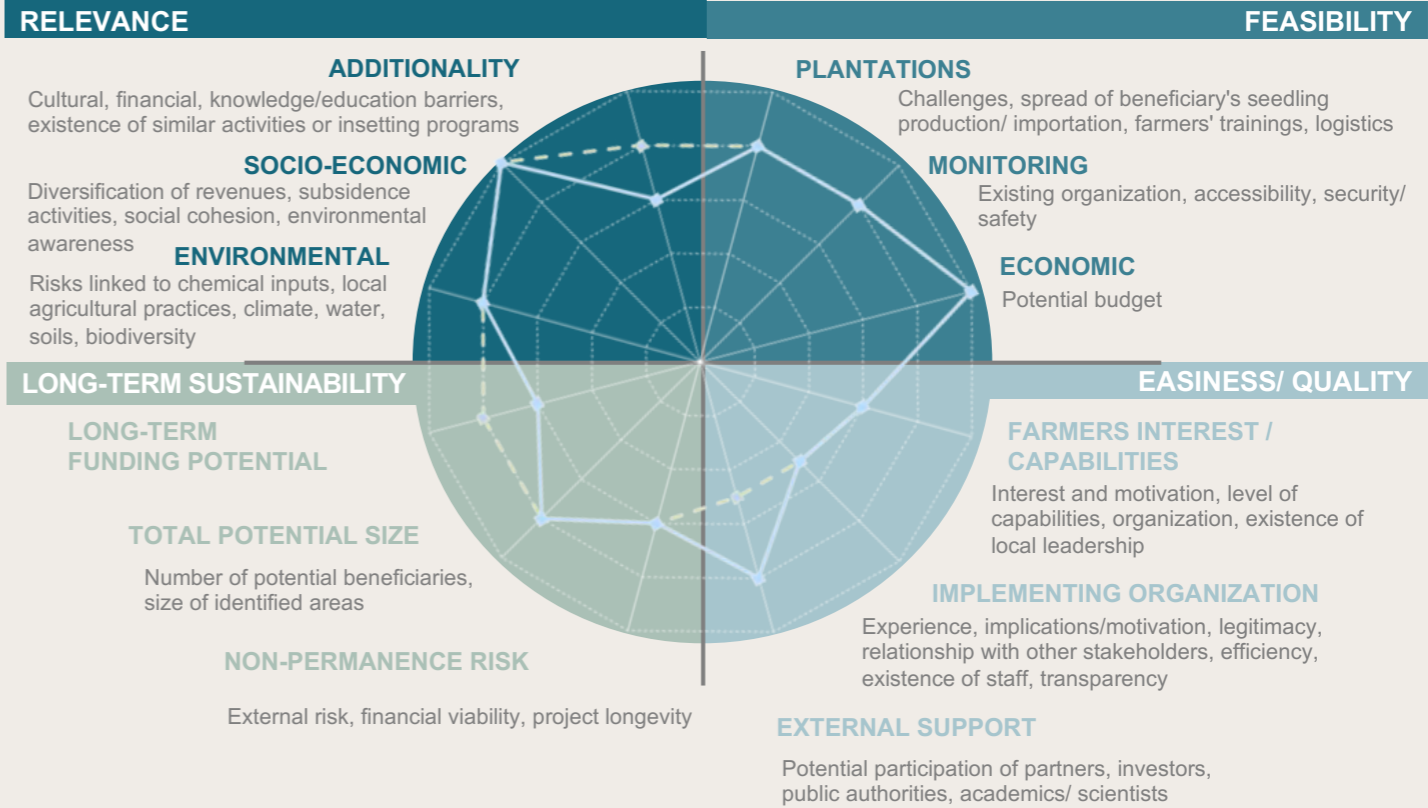 RELEVANCE
FEASIBILITY
ADDITIONALITY
Cultural, financial, knowledge/education barriers,
existence of similar activities or insetting programs
SOCIO-ECONOMIC
Diversification of revenues, subsidence
activities, social cohesion, environmental
awareness
ENVIRONMENTAL
Risks linked to chemical inputs, local
agricultural practices, climate, water,
soils, biodiversity
PLANTATIONS
Challenges, spread of beneficiary's seedling
production/ importation, farmers' trainings, logistics
MONITORING
Existing organization, accessibility, security/
safety
ECONOMIC
Potential budget
LONG-TERM SUSTAINABILITY
EASINESS/ QUALITY
LONG-TERM
FUNDING POTENTIAL
TOTAL POTENTIAL SIZE
Number of potential beneficiaries,
size of identified areas
NON-PERMANENCE RISK
External risk, financial viability, project longevity
FARMERS INTEREST /
CAPABILITIES
Interest and motivation, level of
capabilities, organization, existence of
local leadership
IMPLEMENTING ORGANIZATION
Experience, implications/motivation, legitimacy,
relationship with other stakeholders, efficiency,
existence of staff, transparency
EXTERNAL SUPPORT
Potential participation of partners, investors,
public authorities, academics/ scientists